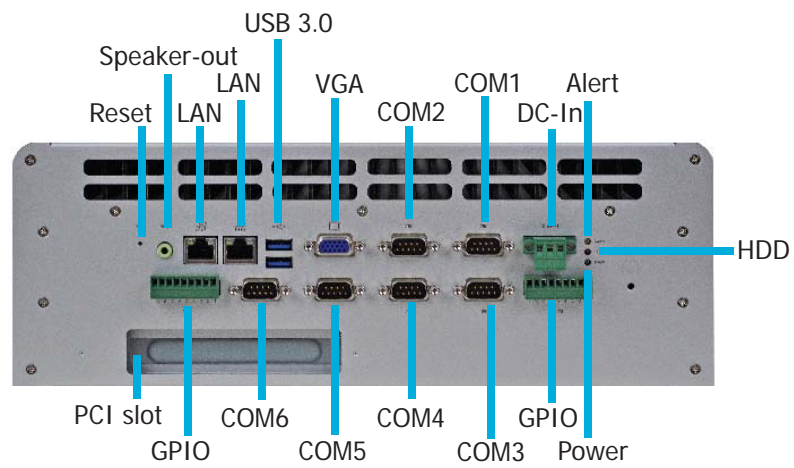 USB 3.0
Speaker-out
LAN
VGA
COM1
Alert
Reset
LAN
COM2
DC-In
HDD
PCI slot
COM6
COM4
GPIO
GPIO
COM5
COM3
Power